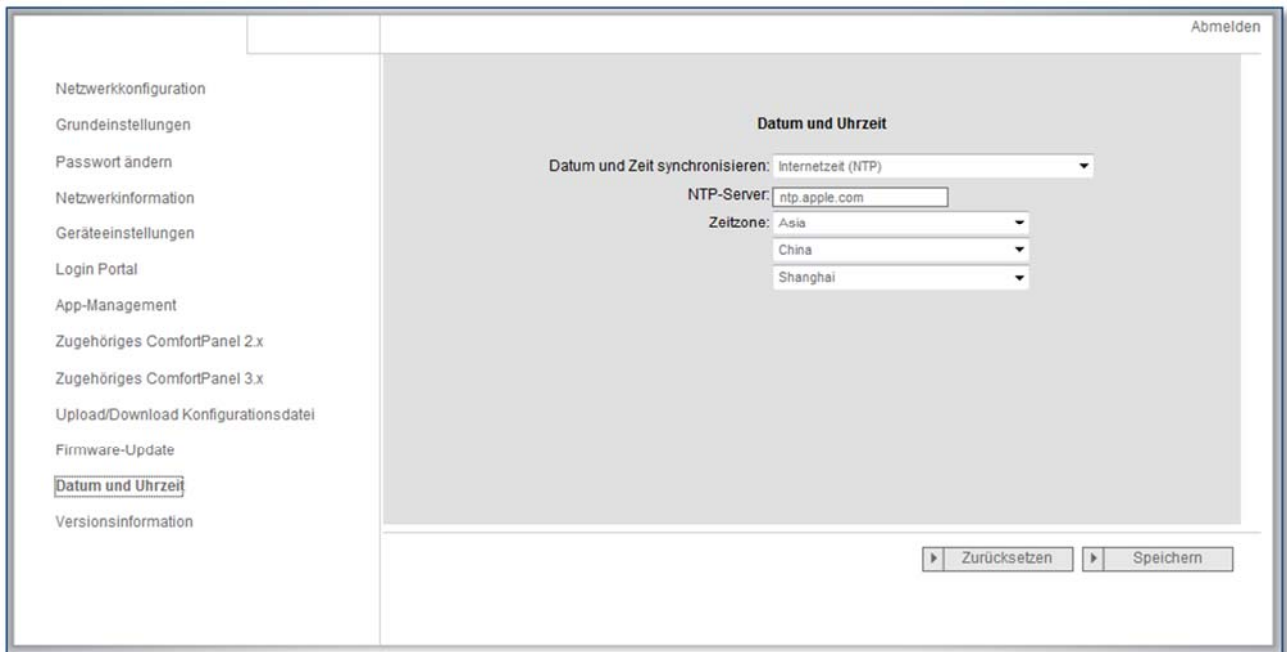 Abmelden
Netzwerkkonfiguration
Grundeinstellungen
Passwort ändern
Netzwerkinformation
Geräteeinstellungen
Login Portal
App-Management
Zugehöriges ComfortPanel 2.x
Zugehöriges ComfortPanel 3.x
Upload/Download Konfigurationsdatei
Firmware-Update
Datum und Uhrzeit
Versionsinformation
Datum und Uhrzeit
Datum und Zeit synchronisieren: Internetzeit (NTP)
NTP-Server: ntp.apple.com
Zeitzone: Asia
China
Shanghai
Zurücksetzen
Speichern